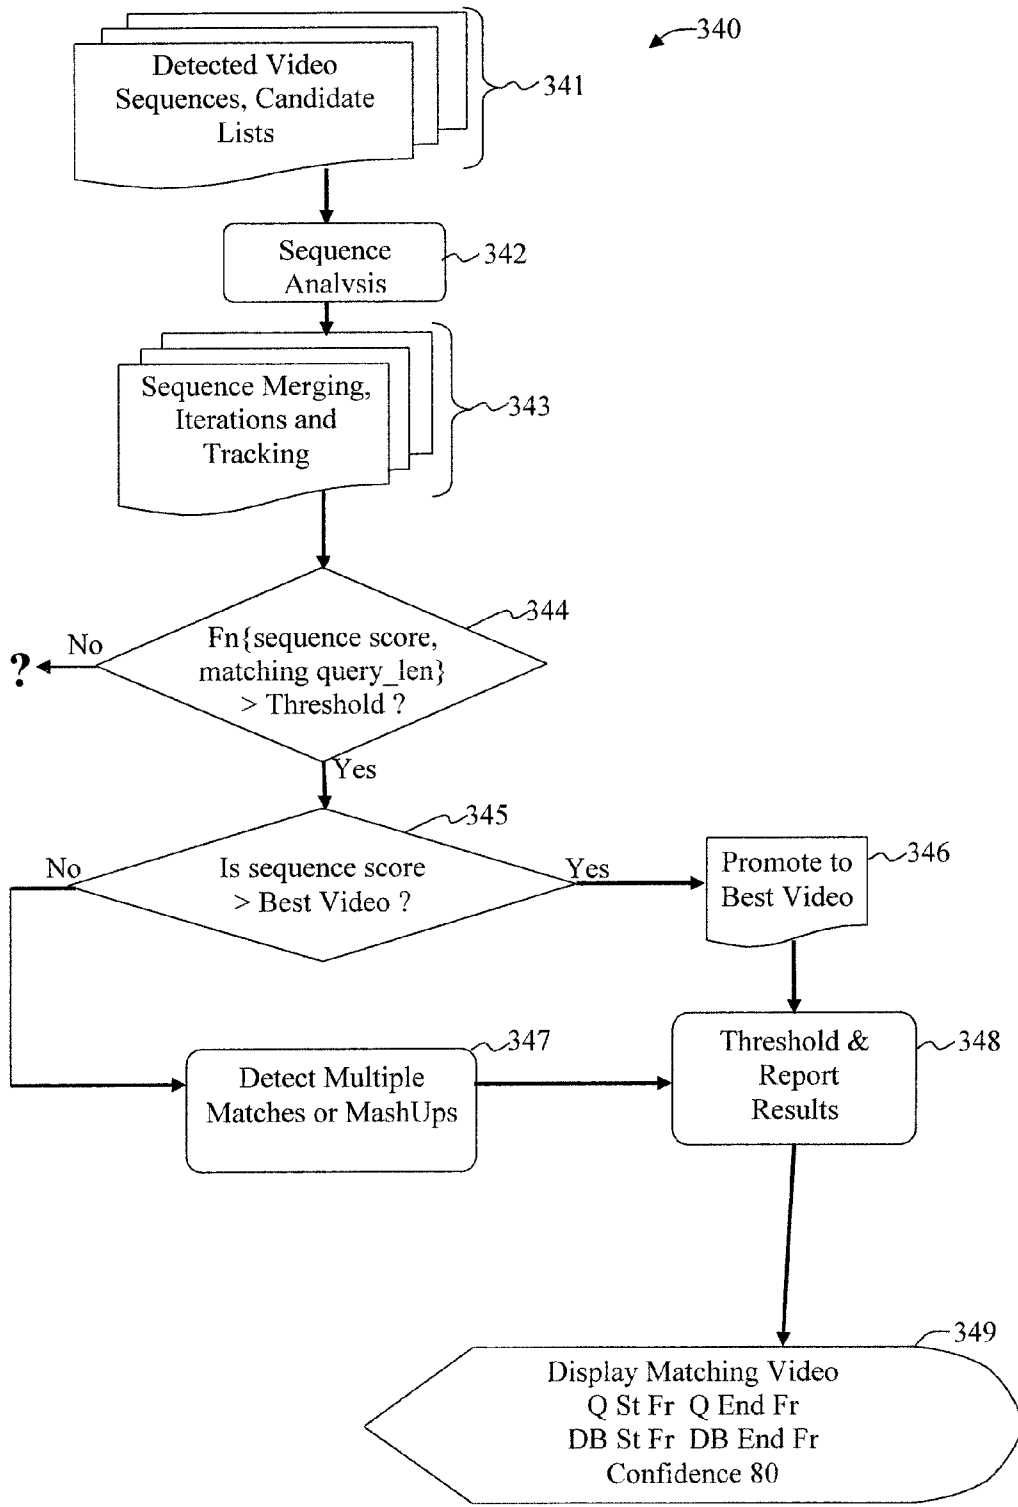 340
Detected Video
Sequences, Candidate
Lists
341
Sequence
Analvsis
342
Sequence Merging,
Iterations and
Tracking
343
344
No
?
Fn{sequence score,
matching query_len}
> Threshold ?
Yes
345
No
Is sequence score
> Best Video ?
Yes
Promote to
Best Video
346
347
Detect Multiple
Matches or MashUps
Threshold &
Report
Results
348
349
Display Matching Video
Q St Fr Q End Fr
DB St Fr DB End Fr
Confidence 80